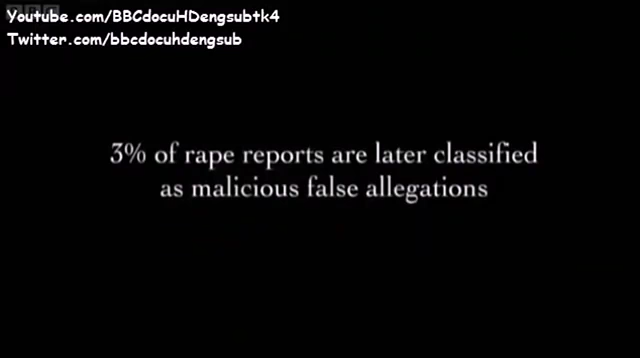 Youtube.com/BBCdocuHDengsubtk4
Twitter.com/bbcdocuhdengsub
3% of rape reports are later classified
as malicious false allegations